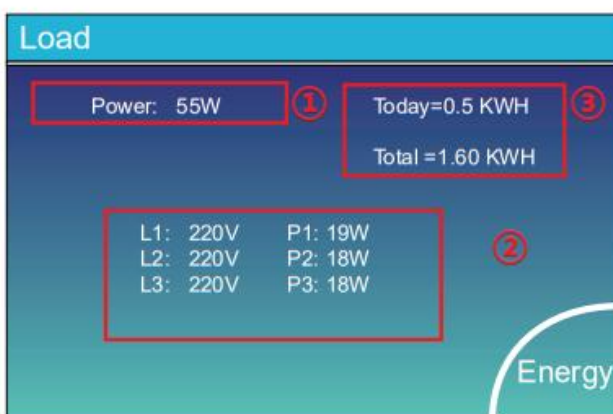 Load
Power: 55W ①
Today=0.5 KWH ③
Total =1.60 KWH
L1: 220V P1: 19W
L2: 220V P2: 18W
L3: 220V P3: 18W
②
Energy